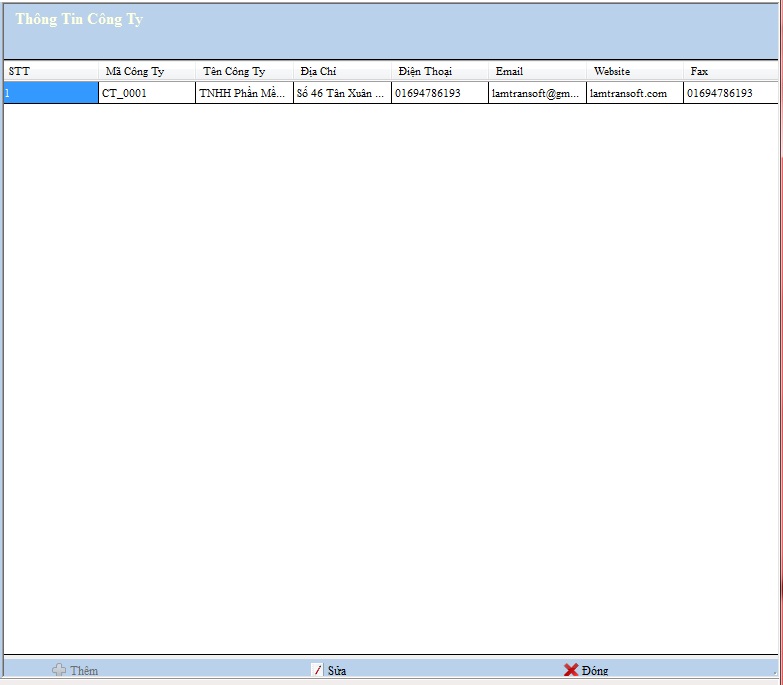 Thông Tin Công Ty
STT Mã Công Ty Tên Công Ty Địa Chỉ Điện Thoại Email Website Fax
1 CT_0001 TNHH Phần Mề... Số 46 Tân Xuân ... 01694786193 lamtransoft@gm... lamtransoft.com 01694786193
Thêm Sửa Đóng